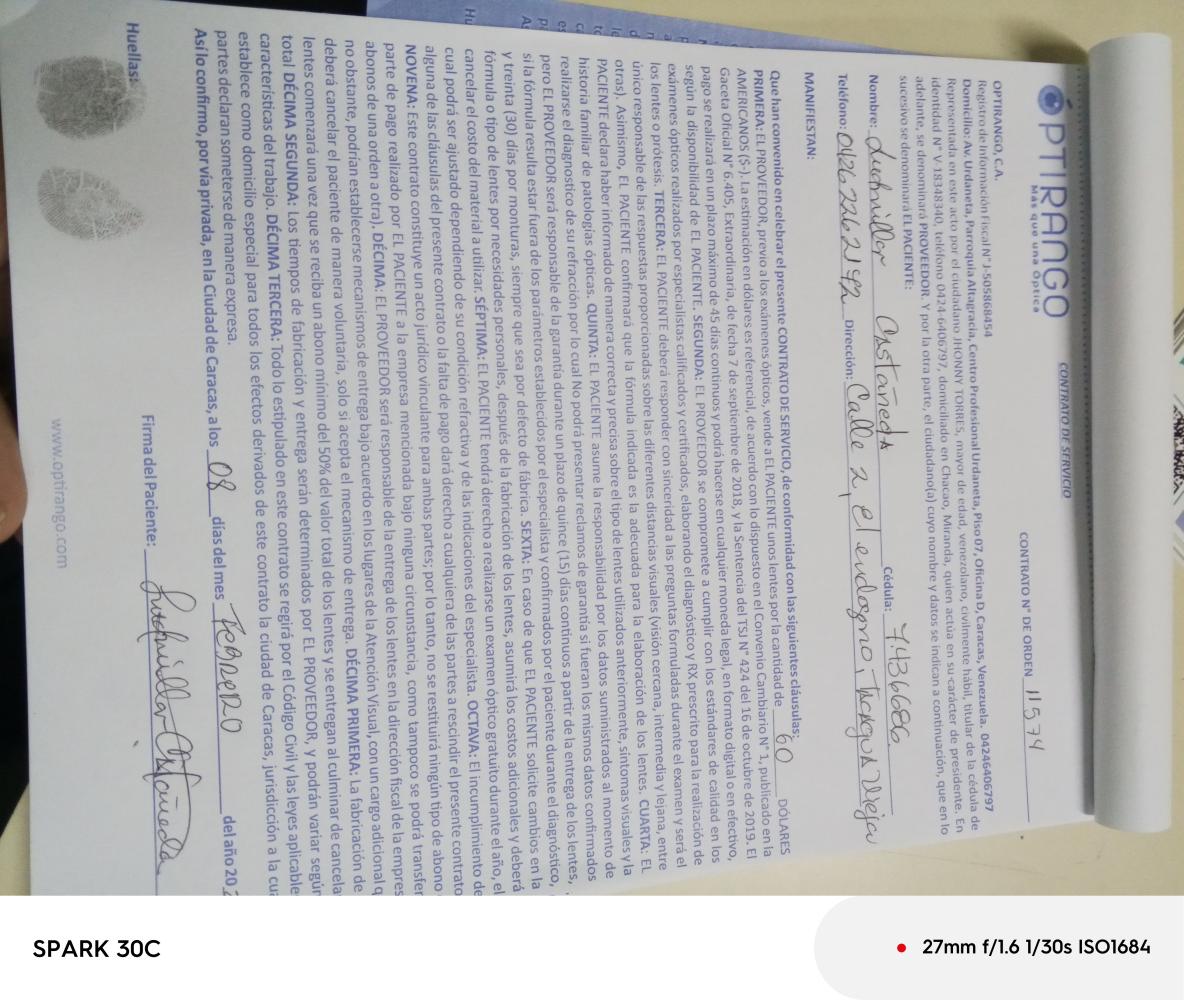 OPTIRANGO
Más que una Óptica
CONTRATO DE SERVICIO
CONTRATO N° DE ORDEN 11574
OPTIRANGO, C.A.
Registro de Información Fiscal N° J-505868454
Domicilio: Av. Urdaneta, Parroquia Altagracia, Centro Profesional Urdaneta, Piso 07, Oficina D, Caracas, Venezuela. 04246406797
Representada en este acto por el ciudadano JHONNY TORRES, mayor de edad, venezolano, civilmente hábil, titular de la cédula de
identidad N° V-18348340, teléfono 0424-6406797, domiciliado en Chacao, Miranda, quien actúa en su carácter de presidente. En
adelante, se denominará PROVEEDOR. Y por la otra parte, el ciudadano(a) cuyo nombre y datos se indican a continuación, que en lo
sucesivo se denominará EL PACIENTE:
Nombre: Ludmillar Castañeda Cédula: 7.436686
Teléfono: 04262262192 Dirección: Calle 2, el
MANIFIESTAN:
Que han convenido en celebrar el presente CONTRATO DE SERVICIO, de conformidad con las siguientes cláusulas:
PRIMERA: EL PROVEEDOR, previo a los exámenes ópticos, vende a EL PACIENTE unos lentes por la cantidad de 60 DÓLARES
AMERICANOS ($-). La estimación en dólares es referencial, de acuerdo con lo dispuesto en el Convenio Cambiario N° 1, publicado en la
Gaceta Oficial N° 6.405, Extraordinaria, de fecha 7 de septiembre de 2018, y la Sentencia del TSJ N° 424 del 16 de octubre de 2019. El
pago se realizará en un plazo máximo de 45 días continuos y podrá hacerse en cualquier moneda legal, en formato digital o en efectivo,
según la disponibilidad de EL PACIENTE. SEGUNDA: EL PROVEEDOR se compromete a cumplir con los estándares de calidad en los
exámenes ópticos realizados por especialistas calificados y certificados, elaborando el diagnóstico y RX prescrito para la realización de
los lentes o prótesis. TERCERA: EL PACIENTE deberá responder con sinceridad a las preguntas formuladas durante el examen y será el
único responsable de las respuestas proporcionadas sobre las diferentes distancias visuales (visión cercana, intermedia y lejana, entre
otras). Asimismo, EL PACIENTE confirmará que la fórmula indicada es la adecuada para la elaboración de los lentes. CUARTA: EL
PACIENTE declara haber informado de manera correcta y precisa sobre el tipo de lentes utilizados anteriormente, síntomas visuales y la
historia familiar de patologías ópticas. QUINTA: EL PACIENTE asume la responsabilidad por los datos suministrados al momento de
realizarse el diagnostico de su refracción por lo cual No podrá presentar reclamos de garantía si fueran los mismos datos confirmados
pero EL PROVEEDOR será responsable de la garantía durante un plazo de quince (15) días continuos a partir de la entrega de los lentes,
si la fórmula resulta estar fuera de los parámetros establecidos por el especialista y confirmados por el paciente durante el diagnóstico,
y treinta (30) días por monturas, siempre que sea por defecto de fábrica. SEXTA: En caso de que EL PACIENTE solicite cambios en la
fórmula o tipo de lentes por necesidades personales, después de la fabricación de los lentes, asumirá los costos adicionales y deberá
cancelar el costo del material a utilizar. SÉPTIMA: EL PACIENTE tendrá derecho a realizarse un examen óptico gratuito durante el año, el
cual podrá ser ajustado dependiendo de su condición refractiva y de las indicaciones del especialista. OCTAVA: El incumplimiento de
alguna de las cláusulas del presente contrato o la falta de pago dará derecho a cualquiera de las partes a rescindir el presente contrato
NOVENA: Este contrato constituye un acto jurídico vinculante para ambas partes; por lo tanto, no se restituirá ningún tipo de abono
parte de pago realizado por EL PACIENTE a la empresa mencionada bajo ninguna circunstancia, como tampoco se podrá transfer
abonos de una orden a otra). DÉCIMA: EL PROVEEDOR será responsable de la entrega de los lentes en la dirección fiscal de la empres
no obstante, podrían establecerse mecanismos de entrega bajo acuerdo en los lugares de la Atención Visual, con un cargo adicional q
deberá cancelar el paciente de manera voluntaria, solo si acepta el mecanismo de entrega. DÉCIMA PRIMERA: La fabricación de
lentes comenzará una vez que se reciba un abono mínimo del 50% del valor total de los lentes y se entregan al culminar de cancela
total DÉCIMA SEGUNDA: Los tiempos de fabricación y entrega serán determinados por EL PROVEEDOR, y podrán variar según
características del trabajo. DÉCIMA TERCERA: Todo lo estipulado en este contrato se regirá por el Código Civil y las leyes aplicable
establece como domicilio especial para todos los efectos derivados de este contrato la ciudad de Caracas, jurisdicción a la cua
partes declaran someterse de manera expresa.
Así lo confirmo, por vía privada, en la Ciudad de Caracas, a los 08 días del mes Febrero del año 20
Huellas:
Firma del Paciente: Ludmilla Castañeda
www.optirango.com
SPARK 30C
27mm f/1.6 1/30s ISO1684